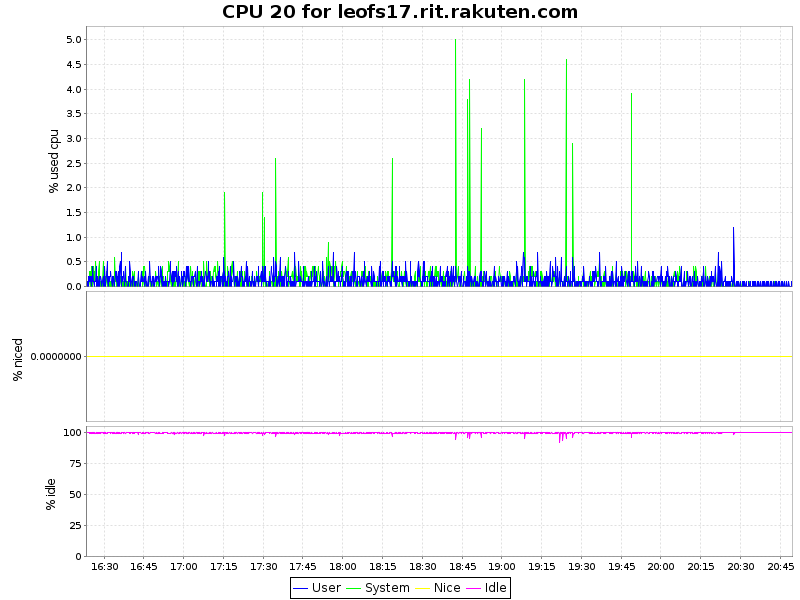 CPU 20 for leofs17.rit.rakuten.com
% used cpu
5.0
4.5
4.0
3.5
3.0
2.5
2.0
1.5
1.0
0.5
0.0
% niced
0.0000000
% idle
100
75
50
25
0
16:30 16:45 17:00 17:15 17:30 17:45 18:00 18:15 18:30 18:45 19:00 19:15 19:30 19:45 20:00 20:15 20:30 20:45
User System Nice Idle